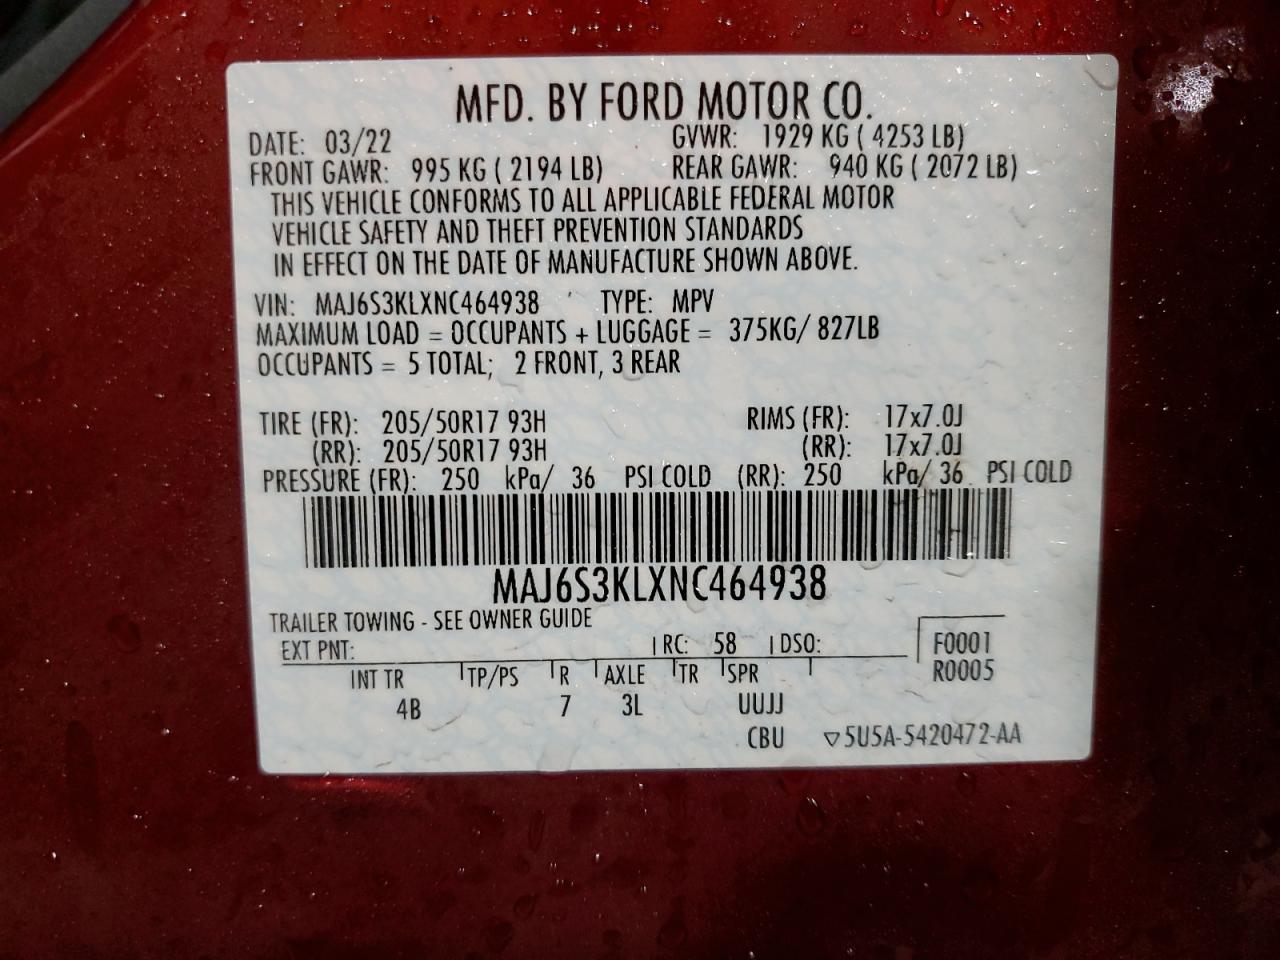 MFD. BY FORD MOTOR CO.
DATE: 03/22 GVWR: 1929 KG ( 4253 LB)
FRONT GAWR: 995 KG ( 2194 LB) REAR GAWR: 940 KG ( 2072 LB)
THIS VEHICLE CONFORMS TO ALL APPLICABLE FEDERAL MOTOR
VEHICLE SAFETY AND THEFT PREVENTION STANDARDS
IN EFFECT ON THE DATE OF MANUFACTURE SHOWN ABOVE.
VIN: MAJ6S3KLXNC464938 TYPE: MPV
MAXIMUM LOAD = OCCUPANTS + LUGGAGE = 375KG/ 827LB
OCCUPANTS = 5 TOTAL; 2 FRONT, 3 REAR
TIRE (FR): 205/50R17 93H RIMS (FR): 17x7.0J
(RR): 205/50R17 93H (RR): 17x7.0J
PRESSURE (FR): 250 kPa/ 36 PSI COLD (RR): 250 kPa/ 36 PSI COLD
MAJ6S3KLXNC464938
TRAILER TOWING - SEE OWNER GUIDE
EXT PNT: RC: 58 DSO: F0001
R0005
INT TR TP/PS R AXLE TR SPR
4B 7 3L UUJJ
CBU ▽5U5A-5420472-AA